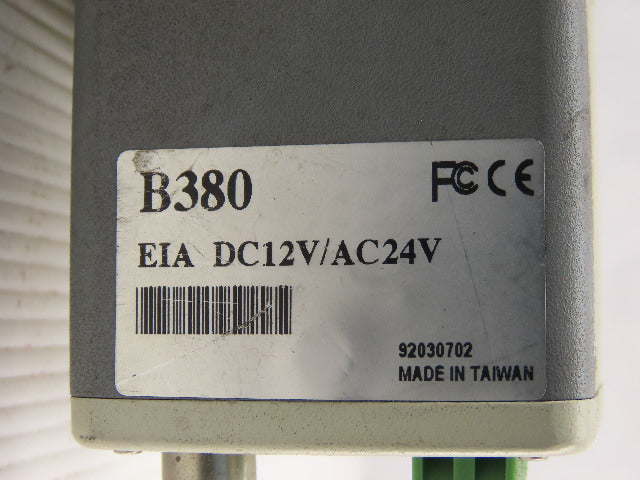 B380
FC CE
EIA DC12V/AC24V
92030702
MADE IN TAIWAN